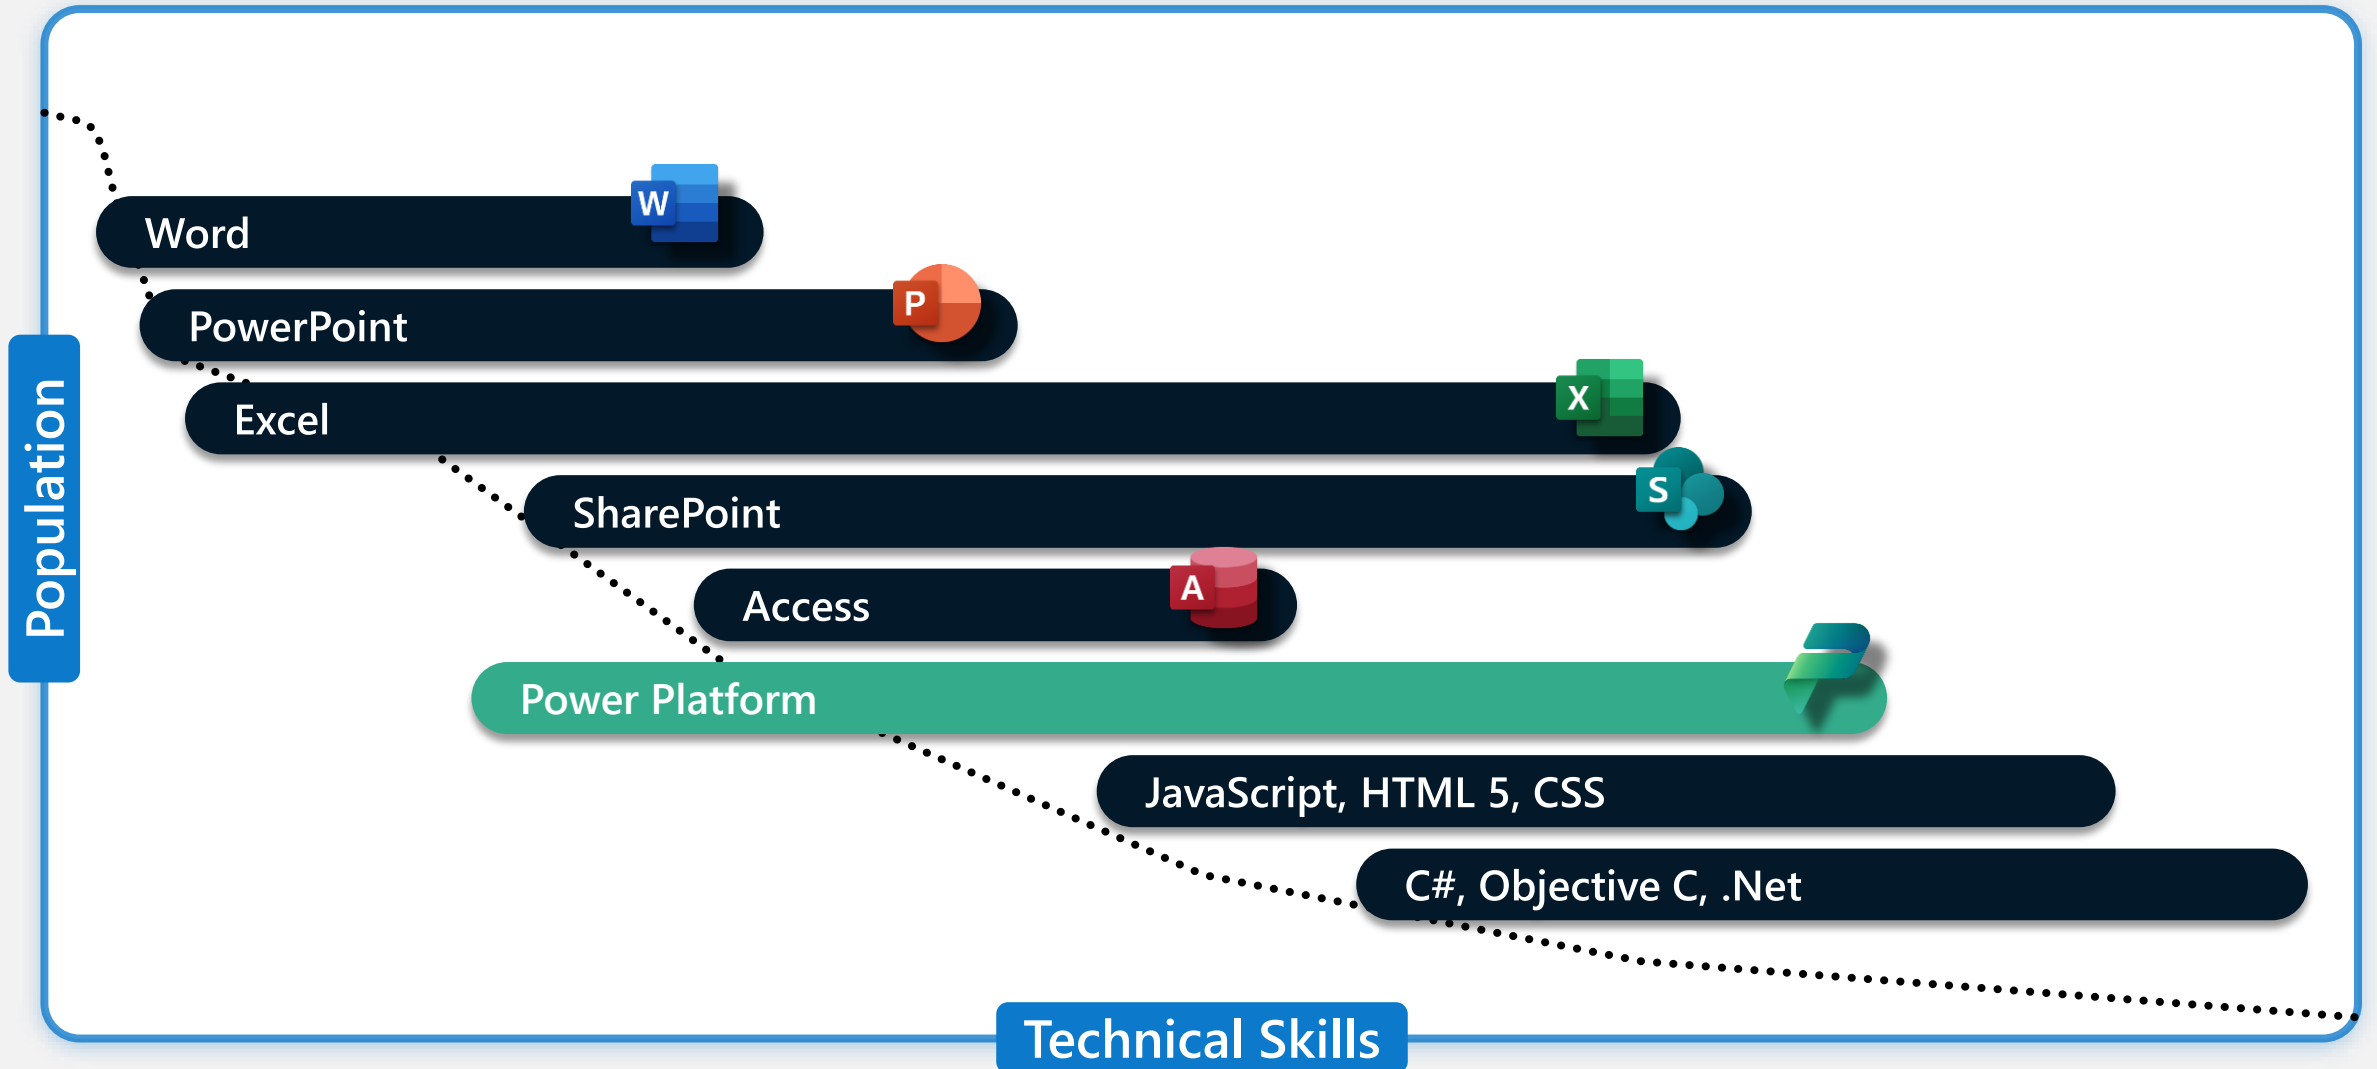 Word
W
PowerPoint
P
Excel
X
SharePoint
S
Access
A
Power Platform
JavaScript, HTML 5, CSS
C#, Objective C, .Net
Population
Technical Skills